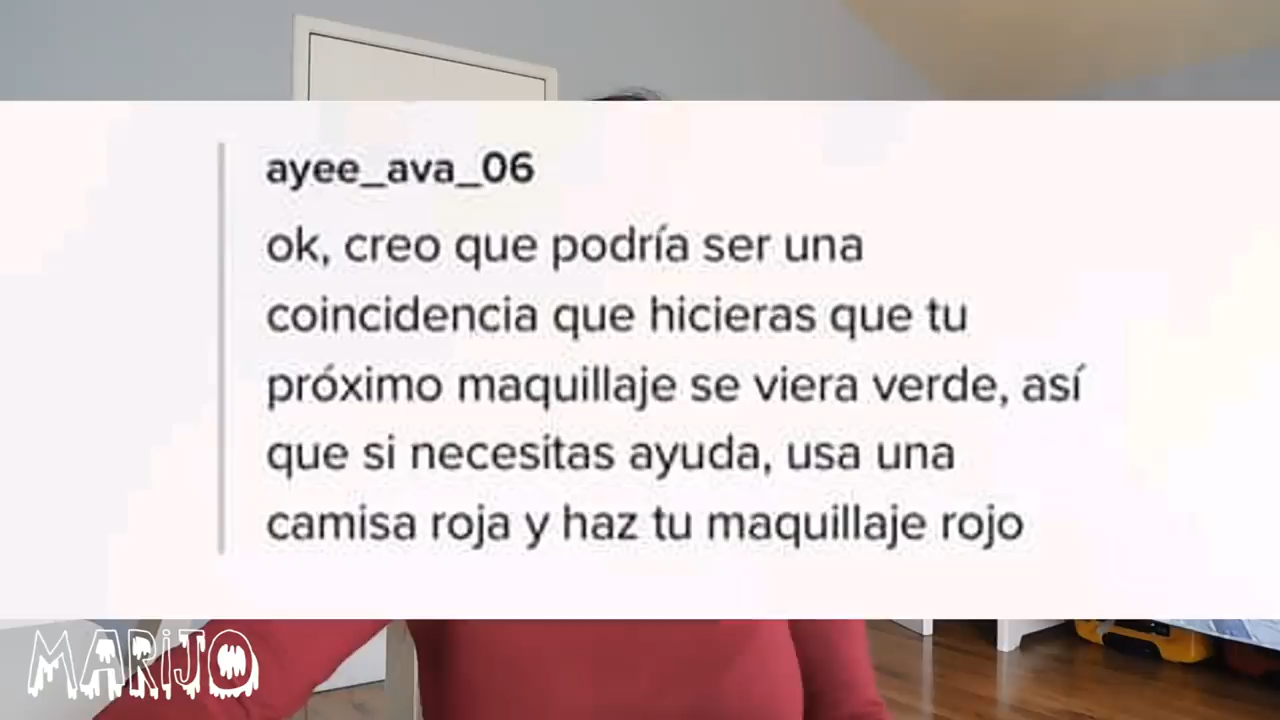 ayee_ava_06
ok, creo que podría ser una
coincidencia que hicieras que tu
próximo maquillaje se viera verde, así
que si necesitas ayuda, usa una
camisa roja y haz tu maquillaje rojo
MARiJO